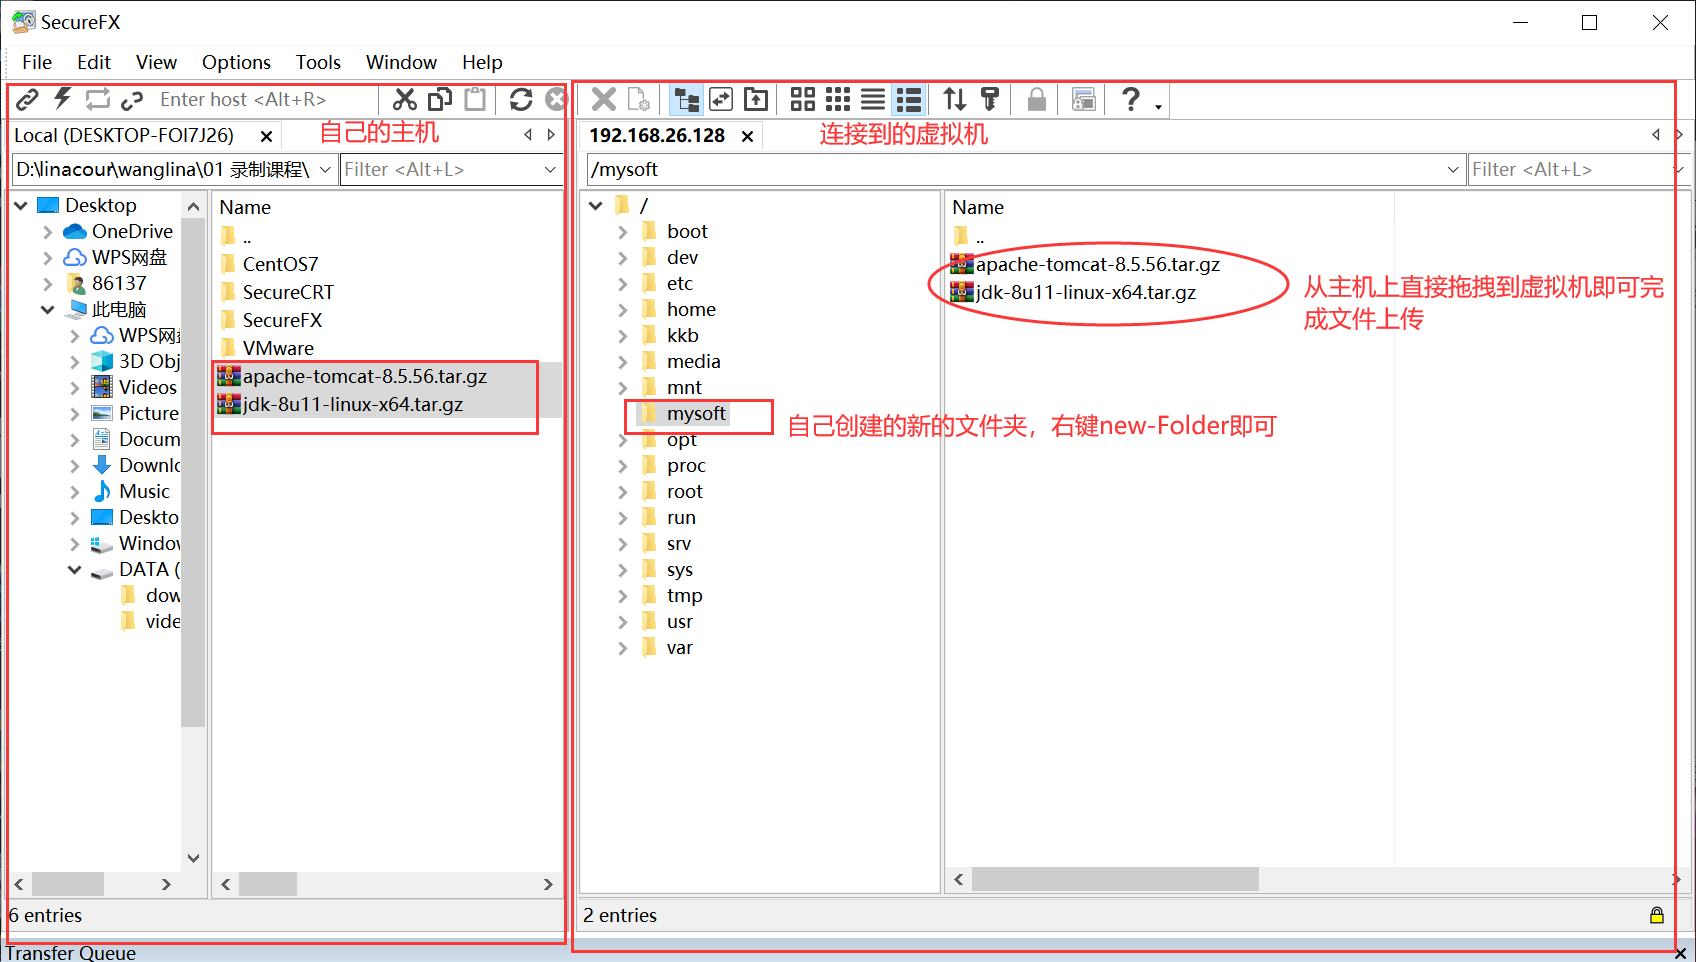 SecureFX
File Edit View Options Tools Window Help
Enter host <Alt+R>
Local (DESKTOP-FOI7J26)
自己的主机
D:\linacour\wanglina\01 录制课程\
Filter <Alt+L>
Desktop
OneDrive
WPS网盘
86137
此电脑
WPS网
3D Obj
Videos
Picture
Docum
Downlo
Music
Deskto
Window
DATA (
dow
vide
Name
..
CentOS7
SecureCRT
SecureFX
VMware
apache-tomcat-8.5.56.tar.gz
jdk-8u11-linux-x64.tar.gz
6 entries
192.168.26.128
连接到的虚拟机
/mysoft
Filter <Alt+L>
/
boot
dev
etc
home
kkb
media
mnt
mysoft
opt
proc
root
run
srv
sys
tmp
usr
var
自己创建的新的文件夹，右键new-Folder即可
Name
..
apache-tomcat-8.5.56.tar.gz
jdk-8u11-linux-x64.tar.gz
从主机上直接拖拽到虚拟机即可完
成文件上传
2 entries
Transfer Queue